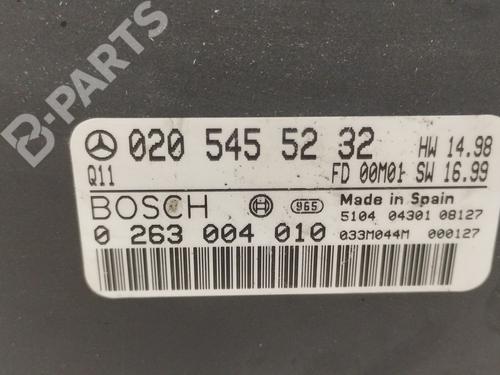 B-PARTS
020 545 52 32 HW 14.98
Q11 FD 00M01 SW 16.99
BOSCH 965 Made in Spain
5104 04301 08127
0 263 004 010 033M044M 000127